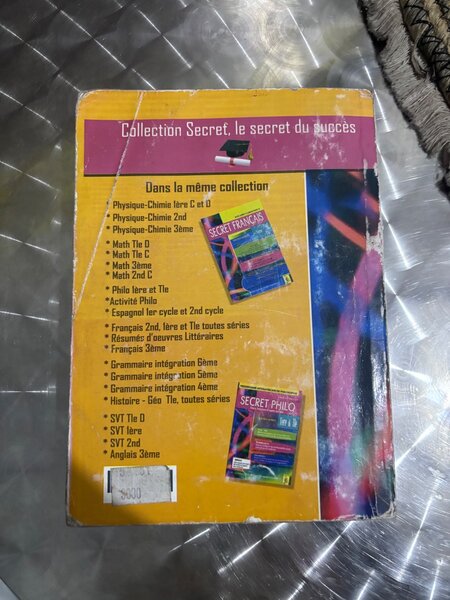 Collection Secret, le secret du succès
Dans la même collection
* Physique-Chimie 1ère C et D
* Physique-Chimie 2nd
* Physique-Chimie 3ème
* Math Tle D
* Math Tle C
* Math 3ème
* Math 2nd C
* Philo 1ère et Tle
*Activité Philo
* Espagnol 1er cycle et 2nd cycle
* Français 2nd, 1ère et Tle toutes séries
* Résumés d'oeuvres Littéraires
* Français 3ème
* Grammaire intégration 6ème
* Grammaire intégration 5ème
* Grammaire intégration 4ème
* Histoire - Géo Tle, toutes séries
* SVT Tle D
* SVT 1ère
* SVT 2nd
* Anglais 3ème
SECRET FRANÇAIS
SECRET PHILO